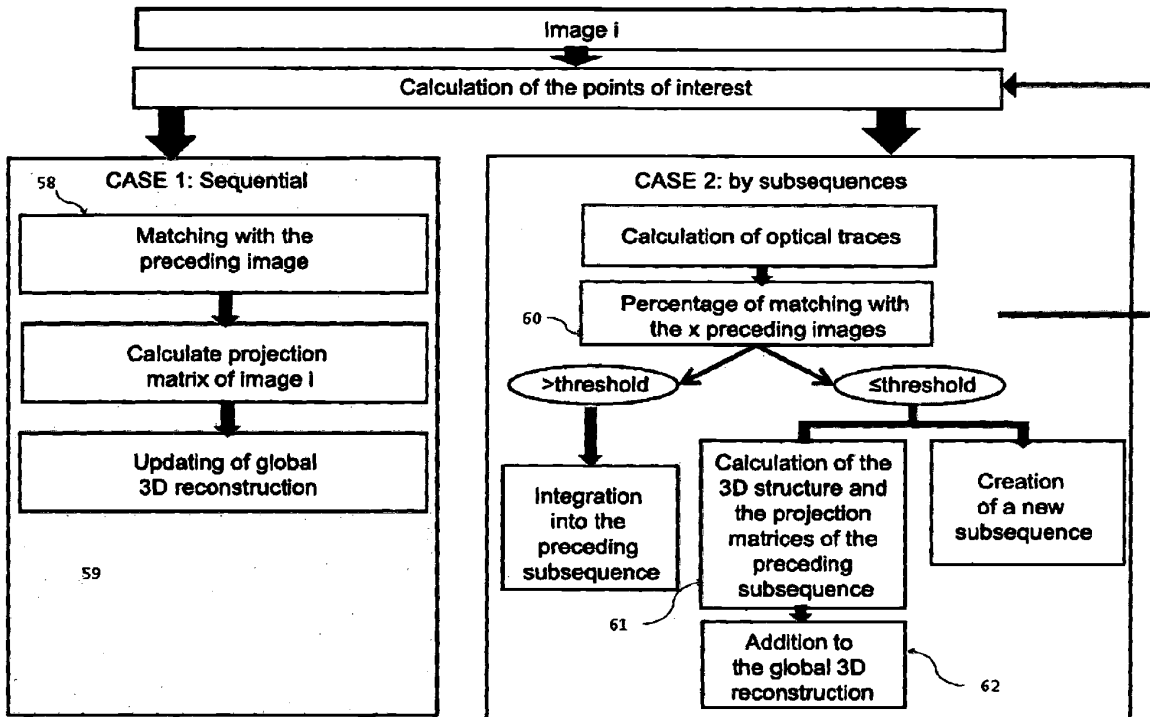 Image i
Calculation of the points of interest
CASE 1: Sequential
58
Matching with the
preceding image
Calculate projection
matrix of image i
Updating of global
3D reconstruction
59
CASE 2: by subsequences
Calculation of optical traces
60
Percentage of matching with
the x preceding images
>threshold
≤threshold
Integration
into the
preceding
subsequence
Calculation of the
3D structure and
the projection
matrices of the
preceding
subsequence
Creation
of a new
subsequence
61
Addition to
the global 3D
reconstruction
62